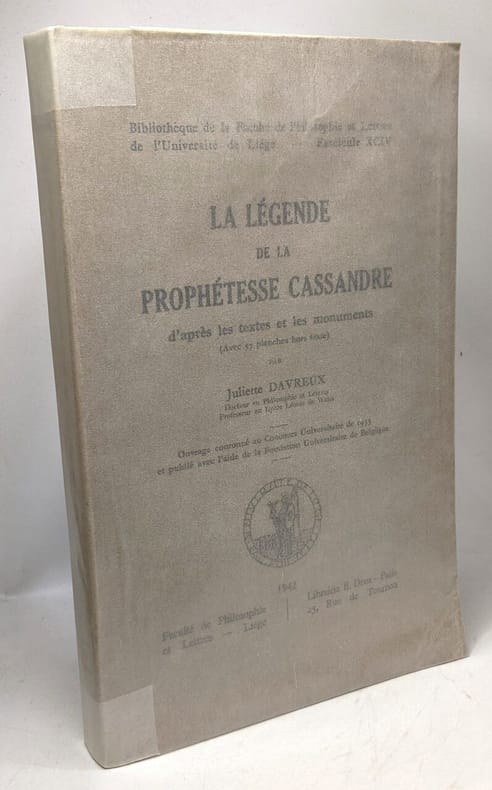 Bibliothèque de la Faculté de Philosophie et Lettres
de l'Université de Liége — Fascicule XCIV
LA LÉGENDE
DE LA
PROPHÉTESSE CASSANDRE
d'après les textes et les monuments
(Avec 57 planches hors texte)
PAR
Juliette DAVREUX
Docteur en Philosophie et Lettres
Professeur au Lycée Léonie de Waha
Ouvrage couronné au Concours Universitaire de 1935
et publié avec l'aide de la Fondation Universitaire de Belgique
1942
Faculté de Philosophie
et Lettres — Liége
Librairie E. Droz - Paris
25, Rue de Tournon